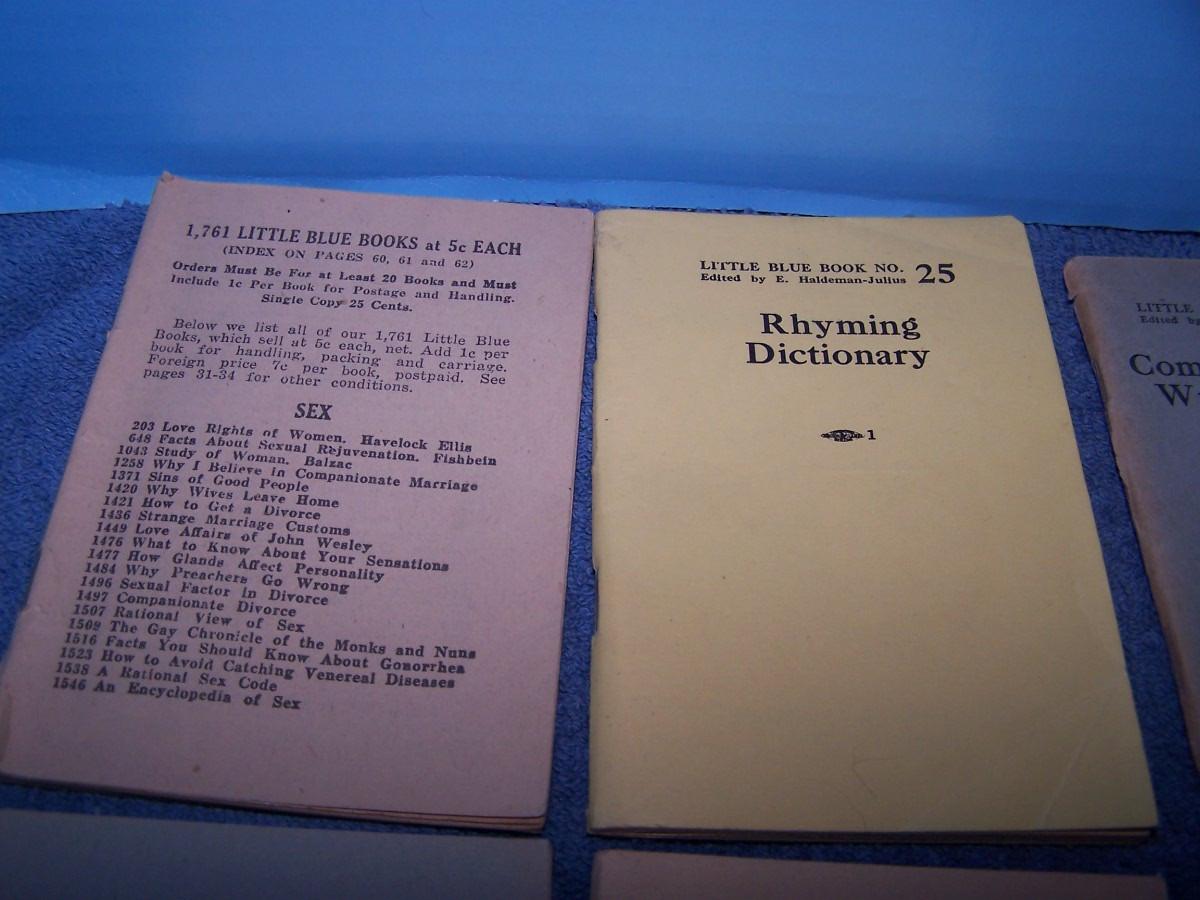 1,761 LITTLE BLUE BOOKS at 5c EACH
(INDEX ON PAGES 60, 61 and 62)
Orders Must Be For at Least 20 Books and Must
Include 1c Per Book for Postage and Handling.
Single Copy 25 Cents.
Below we list all of our 1,761 Little Blue
Books, which sell at 5c each, net. Add 1c per
book for handling, packing and carriage.
Foreign price 7c per book, postpaid. See
pages 31-34 for other conditions.
SEX
203 Love Rights of Women. Havelock Ellis
648 Facts About Sexual Rejuvenation. Fishbein
1043 Study of Woman. Balzac
1258 Why I Believe in Companionate Marriage
1371 Sins of Good People
1420 Why Wives Leave Home
1421 How to Get a Divorce
1436 Strange Marriage Customs
1449 Love Affairs of John Wesley
1476 What to Know About Your Sensations
1477 How Glands Affect Personality
1484 Why Preachers Go Wrong
1496 Sexual Factor in Divorce
1497 Companionate Divorce
1507 Rational View of Sex
1509 The Gay Chronicle of the Monks and Nuns
1516 Facts You Should Know About Gonorrhea
1523 How to Avoid Catching Venereal Diseases
1538 A Rational Sex Code
1546 An Encyclopedia of Sex
LITTLE BLUE BOOK NO. 25
Edited by E. Haldeman-Julius
Rhyming
Dictionary
1
LITTLE
Edited by
Com
W